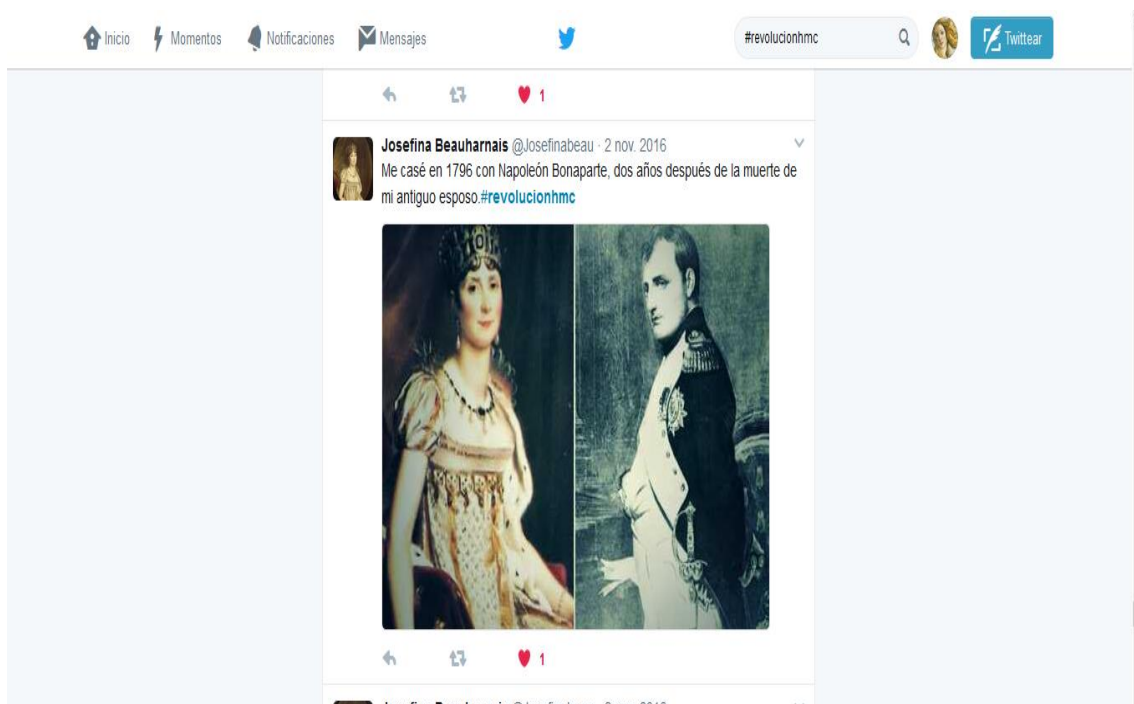 Inicio Momentos Notificaciones Mensajes #revolucionhmc Twittear
1
Josefina Beauharnais @Josefinabeau · 2 nov. 2016
Me casé en 1796 con Napoleón Bonaparte, dos años después de la muerte de
mi antiguo esposo.#revolucionhmc
1